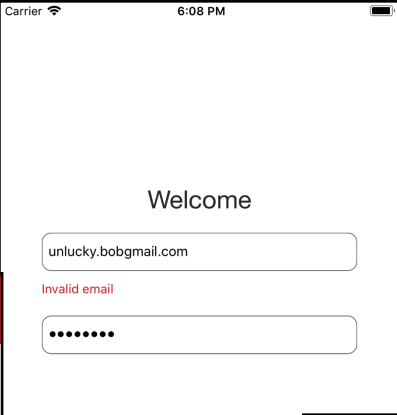 Carrier 6:08 PM
Welcome
unlucky.bobgmail.com
Invalid email
••••••••